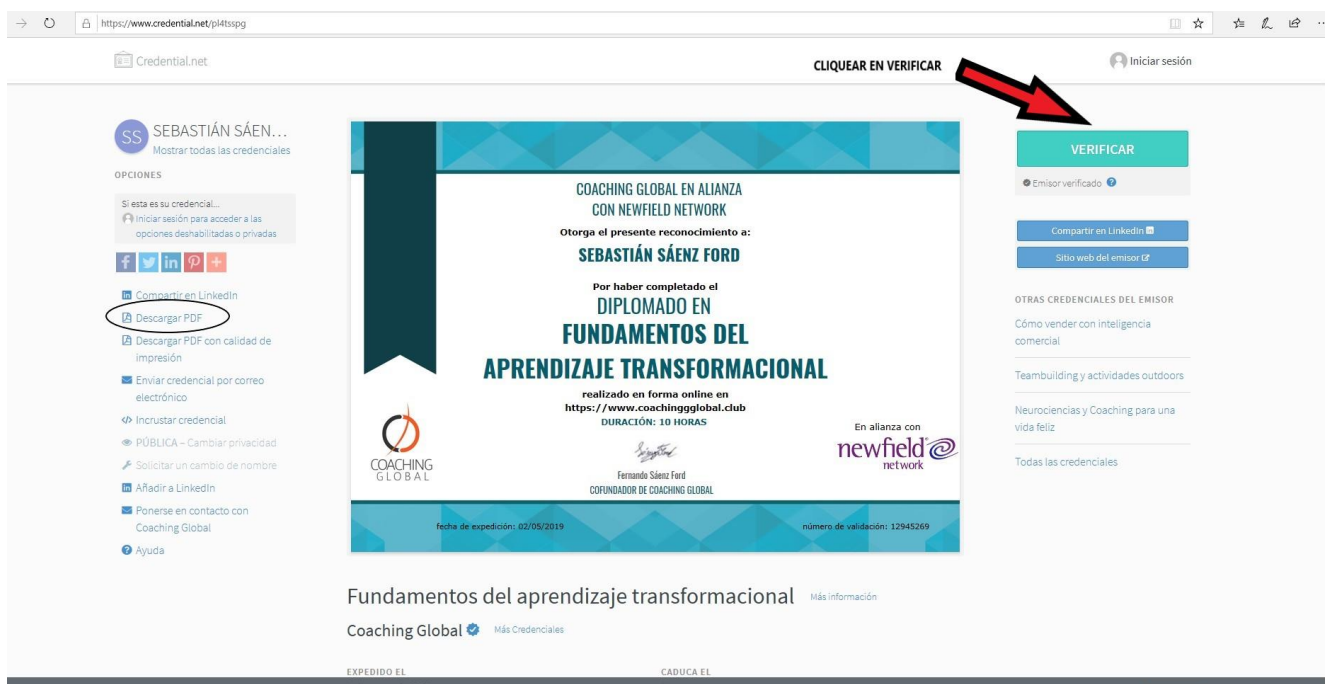 https://www.credential.net/pl4tsspg
Credential.net
CLIQUEAR EN VERIFICAR
Iniciar sesión
SS
SEBASTIÁN SÁEN...
Mostrar todas las credenciales
OPCIONES
Si esta es su credencial...
Iniciar sesión para acceder a las
opciones deshabilitadas o privadas
Compartir en LinkedIn
Descargar PDF
Descargar PDF con calidad de
impresión
Enviar credencial por correo
electrónico
Incrustar credencial
PÚBLICA – Cambiar privacidad
Solicitar un cambio de nombre
Añadir a LinkedIn
Ponerse en contacto con
Coaching Global
Ayuda
COACHING GLOBAL EN ALIANZA
CON NEWFIELD NETWORK
Otorga el presente reconocimiento a:
SEBASTIÁN SÁENZ FORD
Por haber completado el
DIPLOMADO EN
FUNDAMENTOS DEL
APRENDIZAJE TRANSFORMACIONAL
realizado en forma online en
https://www.coachinggglobal.club
DURACIÓN: 10 HORAS
COACHING
GLOBAL
Fernando Sáenz Ford
COFUNDADOR DE COACHING GLOBAL
En alianza con
newfield
network
fecha de expedición: 02/05/2019
número de validación: 12945269
Fundamentos del aprendizaje transformacional Más información
Coaching Global Más Credenciales
EXPEDIDO EL
CADUCA EL
VERIFICAR
Emisor verificado
Compartir en LinkedIn
Sitio web del emisor
OTRAS CREDENCIALES DEL EMISOR
Cómo vender con inteligencia
comercial
Teambuilding y actividades outdoors
Neurociencias y Coaching para una
vida feliz
Todas las credenciales